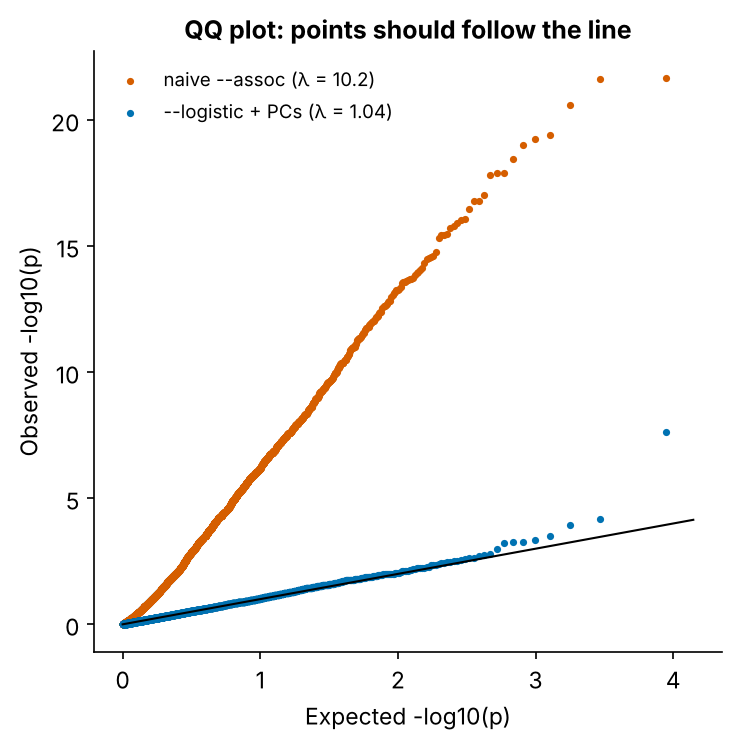 QQ plot: points should follow the line
naive --assoc (λ = 10.2)
--logistic + PCs (λ = 1.04)
Observed -log10(p)
20
15
10
5
0
0 1 2 3 4
Expected -log10(p)